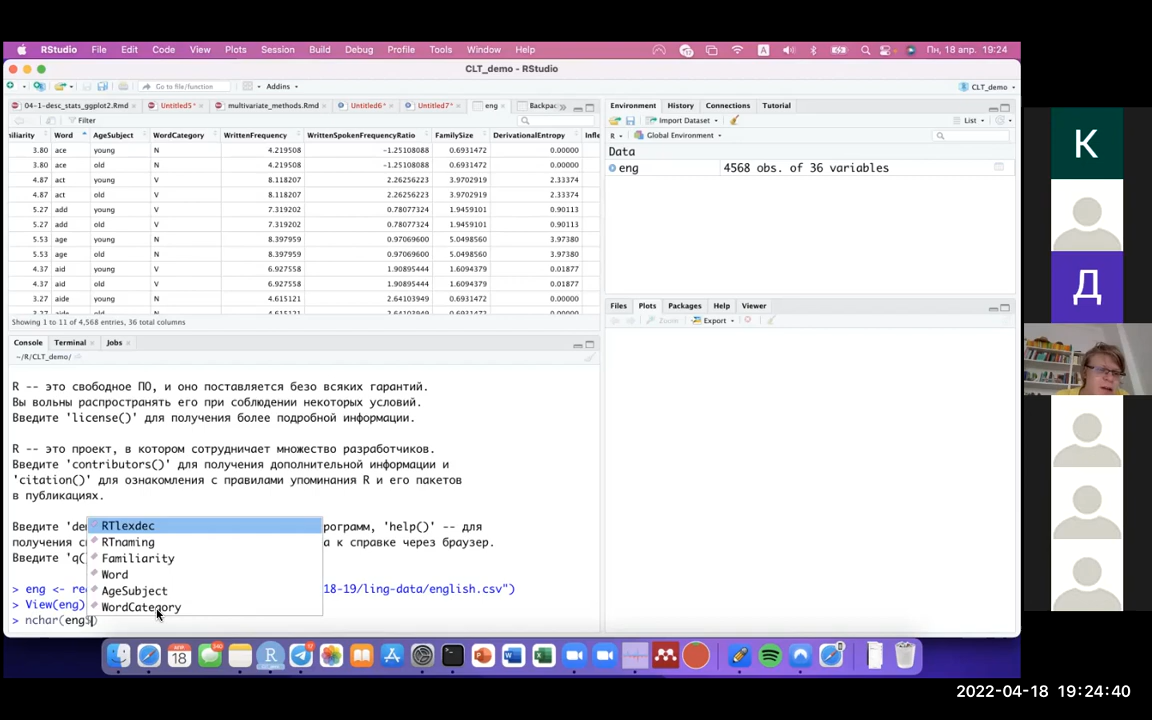 RStudio File Edit Code View Plots Session Build Debug Profile Tools Window Help A Пн, 18 апр. 19:24
CLT_demo - RStudio
Go to file/function Addins CLT_demo
04-1-desc_stats_ggplot2.Rmd Untitled5* multivariate_methods.Rmd Untitled6* Untitled7* eng Backpac
Filter
iliarity Word AgeSubject WordCategory WrittenFrequency WrittenSpokenFrequencyRatio FamilySize DerivationalEntropy Infle
3.80 ace young N 4.219508 -1.25108088 0.6931472 0.00000
3.80 ace old N 4.219508 -1.25108088 0.6931472 0.00000
4.87 act young V 8.118207 2.26256223 3.9702919 2.33374
4.87 act old V 8.118207 2.26256223 3.9702919 2.33374
5.27 add young V 7.319202 0.78077324 1.9459101 0.90113
5.27 add old V 7.319202 0.78077324 1.9459101 0.90113
5.53 age young N 8.397959 0.97069600 5.0498560 3.97380
5.53 age old N 8.397959 0.97069600 5.0498560 3.97380
4.37 aid young V 6.927558 1.90895444 1.6094379 0.01877
4.37 aid old V 6.927558 1.90895444 1.6094379 0.01877
3.27 aide young N 4.615121 2.64103949 0.6931472 0.00000
Showing 1 to 11 of 4,568 entries, 36 total columns
Console Terminal Jobs
~/R/CLT_demo/
R -- это свободное ПО, и оно поставляется безо всяких гарантий.
Вы вольны распространять его при соблюдении некоторых условий.
Введите 'license()' для получения более подробной информации.
R -- это проект, в котором сотрудничает множество разработчиков.
Введите 'contributors()' для получения дополнительной информации и
'citation()' для ознакомления с правилами упоминания R и его пакетов
в публикациях.
Введите 'de рограмм, 'help()' -- для
получения с к справке через браузер.
Введите 'q(
> eng <- re 18-19/ling-data/english.csv")
> View(eng)
> nchar(eng$)
RTlexdec
RTnaming
Familiarity
Word
AgeSubject
WordCategory
Environment History Connections Tutorial
Import Dataset List
R Global Environment
Data
eng 4568 obs. of 36 variables
Files Plots Packages Help Viewer
Zoom Export
К
Д
2022-04-18 19:24:40